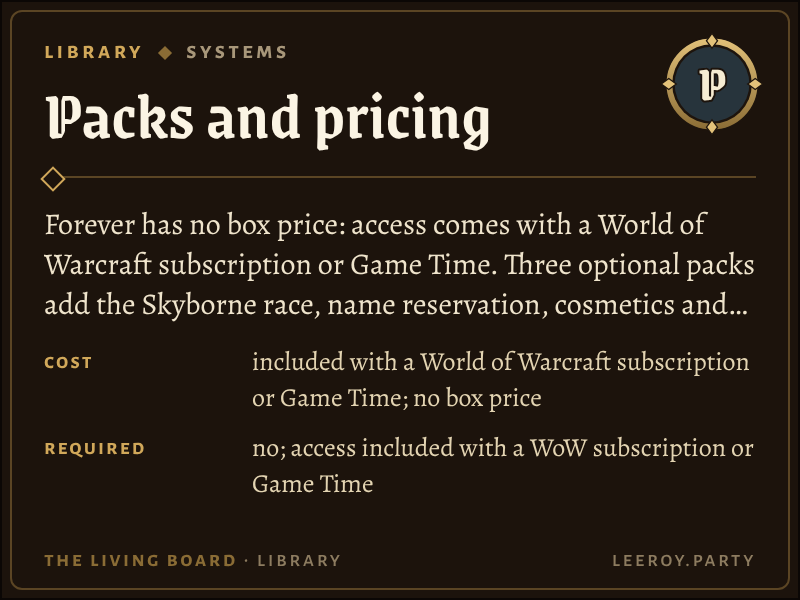 LIBRARY ◆ SYSTEMS
P
Packs and pricing
Forever has no box price: access comes with a World of
Warcraft subscription or Game Time. Three optional packs
add the Skyborne race, name reservation, cosmetics and...
COST
included with a World of Warcraft subscription
or Game Time; no box price
REQUIRED
no; access included with a WoW subscription or
Game Time
THE LIVING BOARD · LIBRARY
LEEROY.PARTY